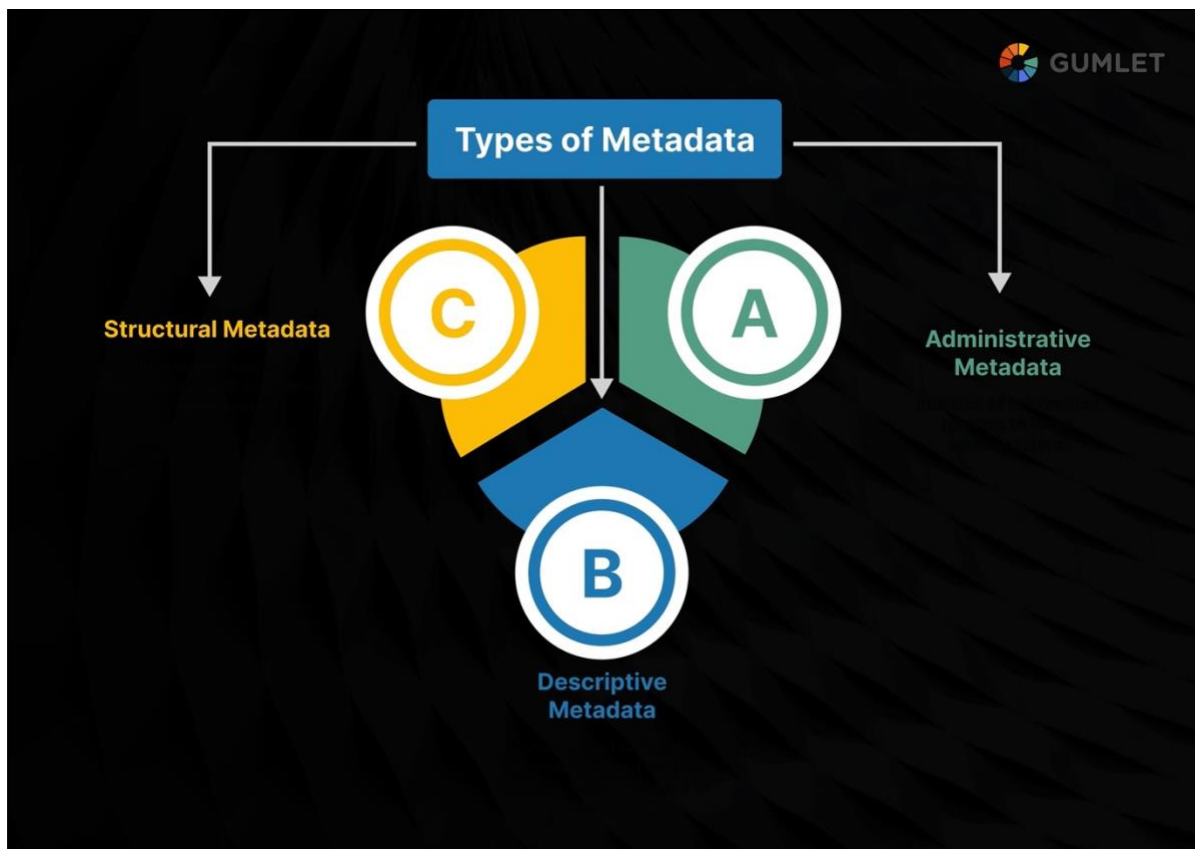 GUMLET
Types of Metadata
C
A
Structural Metadata
Administrative
Metadata
B
Descriptive
Metadata